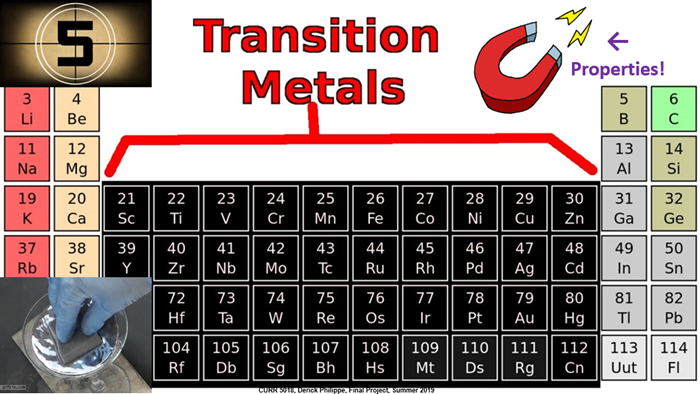 5
Transition
Metals
←
Properties!
3 4 5 6
Li Be B C
11 12 13 14
Na Mg Al Si
19 20 21 22 23 24 25 26 27 28 29 30 31 32
K Ca Sc Ti V Cr Mn Fe Co Ni Cu Zn Ga Ge
37 38 39 40 41 42 43 44 45 46 47 48 49 50
Rb Sr Y Zr Nb Mo Tc Ru Rh Pd Ag Cd In Sn
72 73 74 75 76 77 78 79 80 81 82
Hf Ta W Re Os Ir Pt Au Hg Tl Pb
104 105 106 107 108 109 110 111 112 113 114
Rf Db Sg Bh Hs Mt Ds Rg Cn Uut Fl
CURR 5018, Derick Philippe, Final Project, Summer 2019